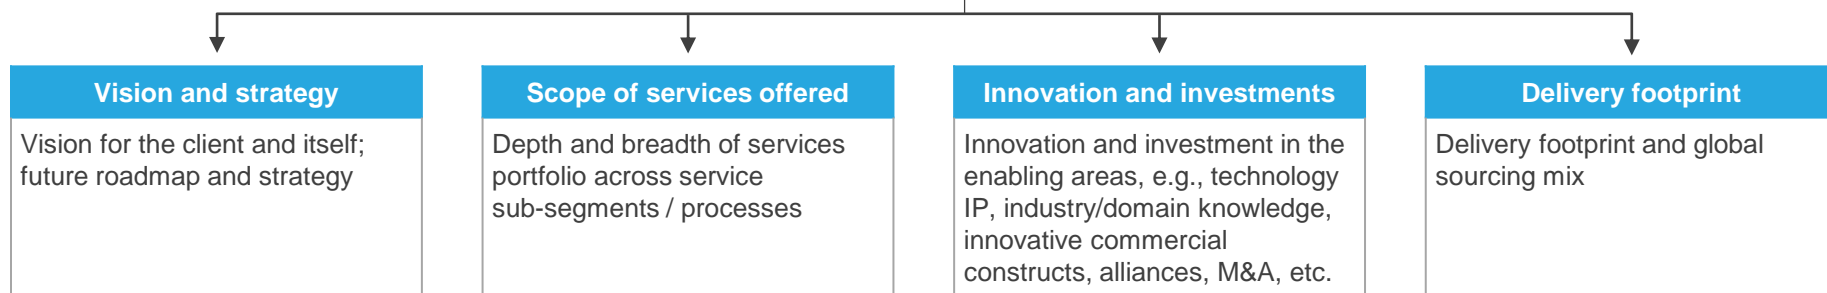 Vision and strategy
Vision for the client and itself;
future roadmap and strategy
Scope of services offered
Depth and breadth of services
portfolio across service
sub-segments / processes
Innovation and investments
Innovation and investment in the
enabling areas, e.g., technology
IP, industry/domain knowledge,
innovative commercial
constructs, alliances, M&A, etc.
Delivery footprint
Delivery footprint and global
sourcing mix